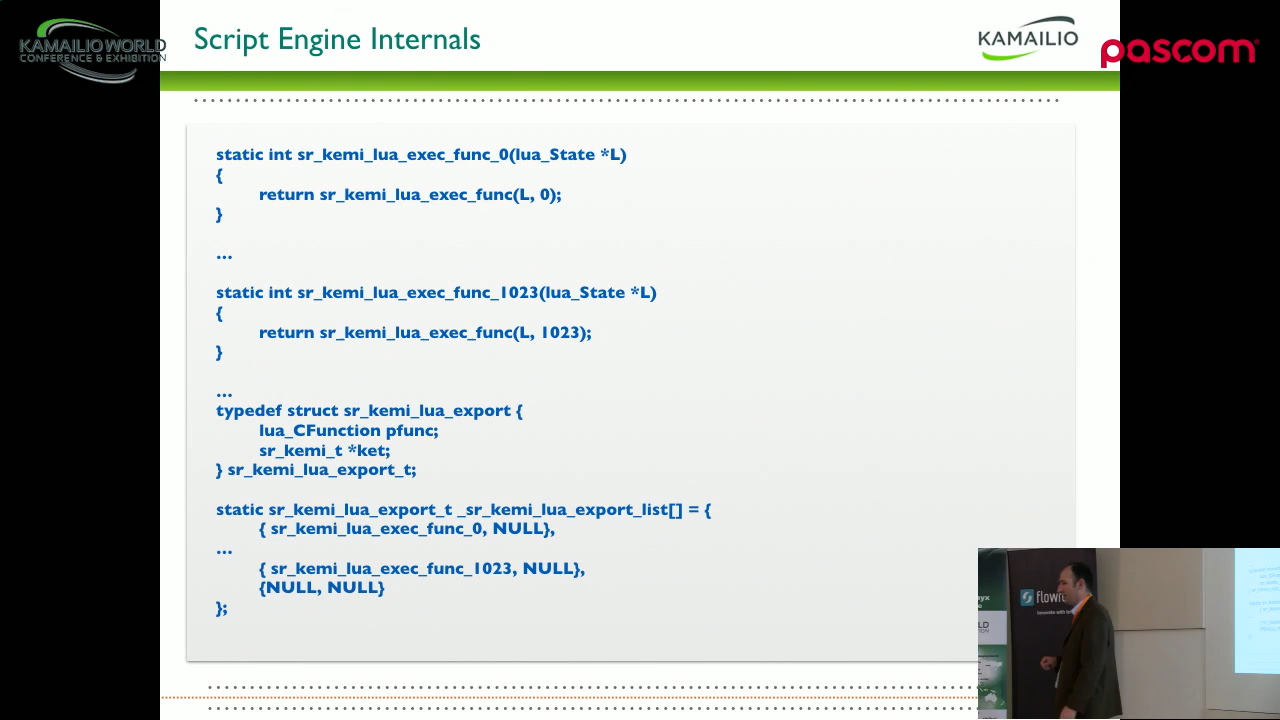 KAMAILIO WORLD
CONFERENCE & EXHIBITION
Script Engine Internals
KAMAILIO
pascom
static int sr_kemi_lua_exec_func_0(lua_State *L)
{
return sr_kemi_lua_exec_func(L, 0);
}
...
static int sr_kemi_lua_exec_func_1023(lua_State *L)
{
return sr_kemi_lua_exec_func(L, 1023);
}
...
typedef struct sr_kemi_lua_export {
lua_CFunction pfunc;
sr_kemi_t *ket;
} sr_kemi_lua_export_t;
static sr_kemi_lua_export_t _sr_kemi_lua_export_list[] = {
{ sr_kemi_lua_exec_func_0, NULL},
...
{ sr_kemi_lua_exec_func_1023, NULL},
{NULL, NULL}
};